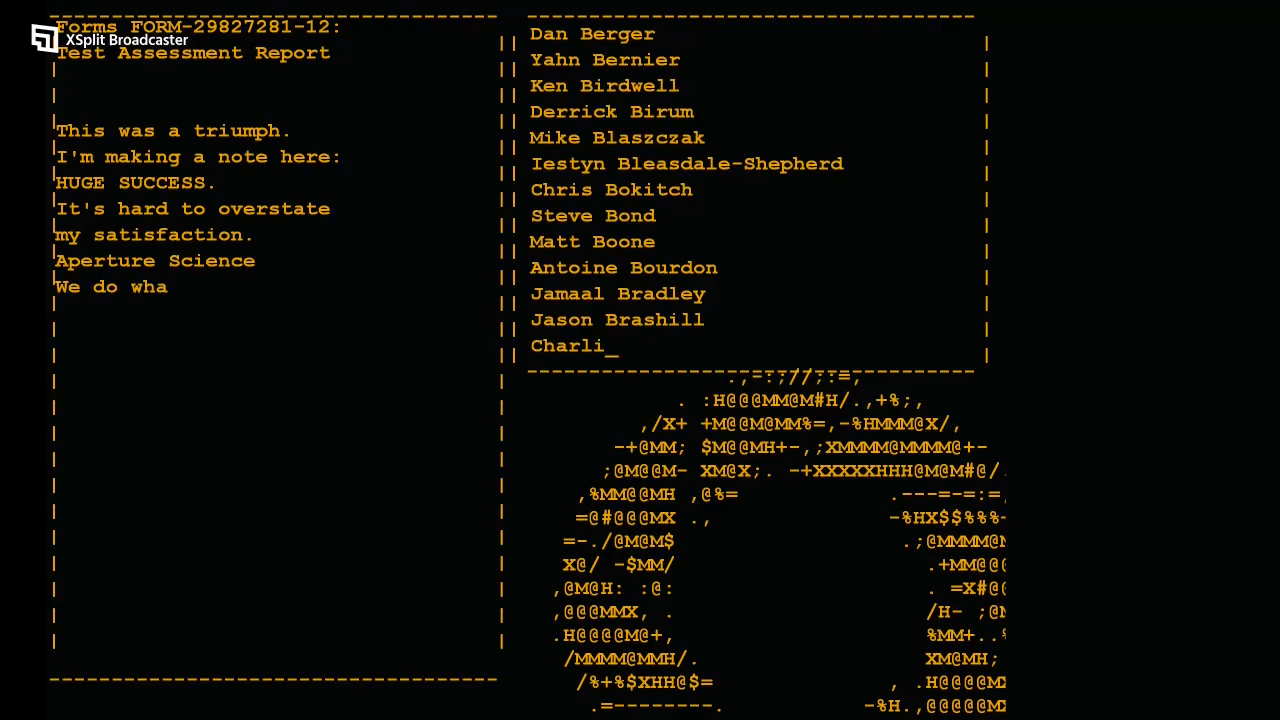 Forms FORM-29827281-12:
XSplit Broadcaster
Test Assessment Report
This was a triumph.
I'm making a note here:
HUGE SUCCESS.
It's hard to overstate
my satisfaction.
Aperture Science
We do wha
Dan Berger
Yahn Bernier
Ken Birdwell
Derrick Birum
Mike Blaszczak
Iestyn Bleasdale-Shepherd
Chris Bokitch
Steve Bond
Matt Boone
Antoine Bourdon
Jamaal Bradley
Jason Brashill
Charli_